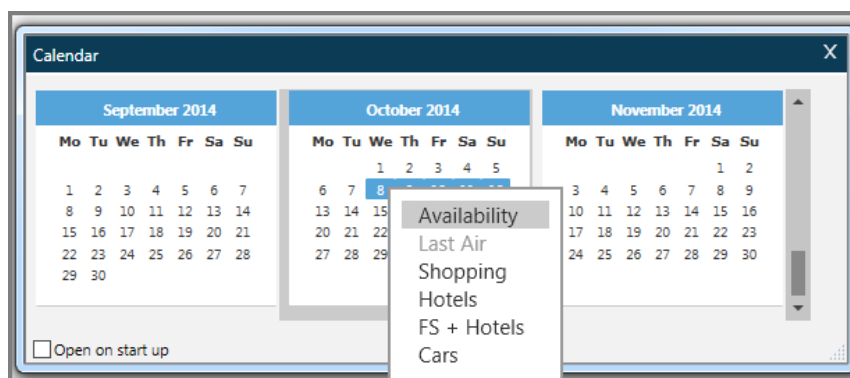 Calendar X
September 2014
Mo Tu We Th Fr Sa Su
1 2 3 4 5 6 7
8 9 10 11 12 13 14
15 16 17 18 19 20 21
22 23 24 25 26 27 28
29 30
October 2014
Mo Tu We Th Fr Sa Su
1 2 3 4 5
6 7 8
13 14 15
20 21 22
27 28 29
November 2014
Mo Tu We Th Fr Sa Su
1 2
3 4 5 6 7 8 9
10 11 12 13 14 15 16
17 18 19 20 21 22 23
24 25 26 27 28 29 30
Availability
Last Air
Shopping
Hotels
FS + Hotels
Cars
Open on start up